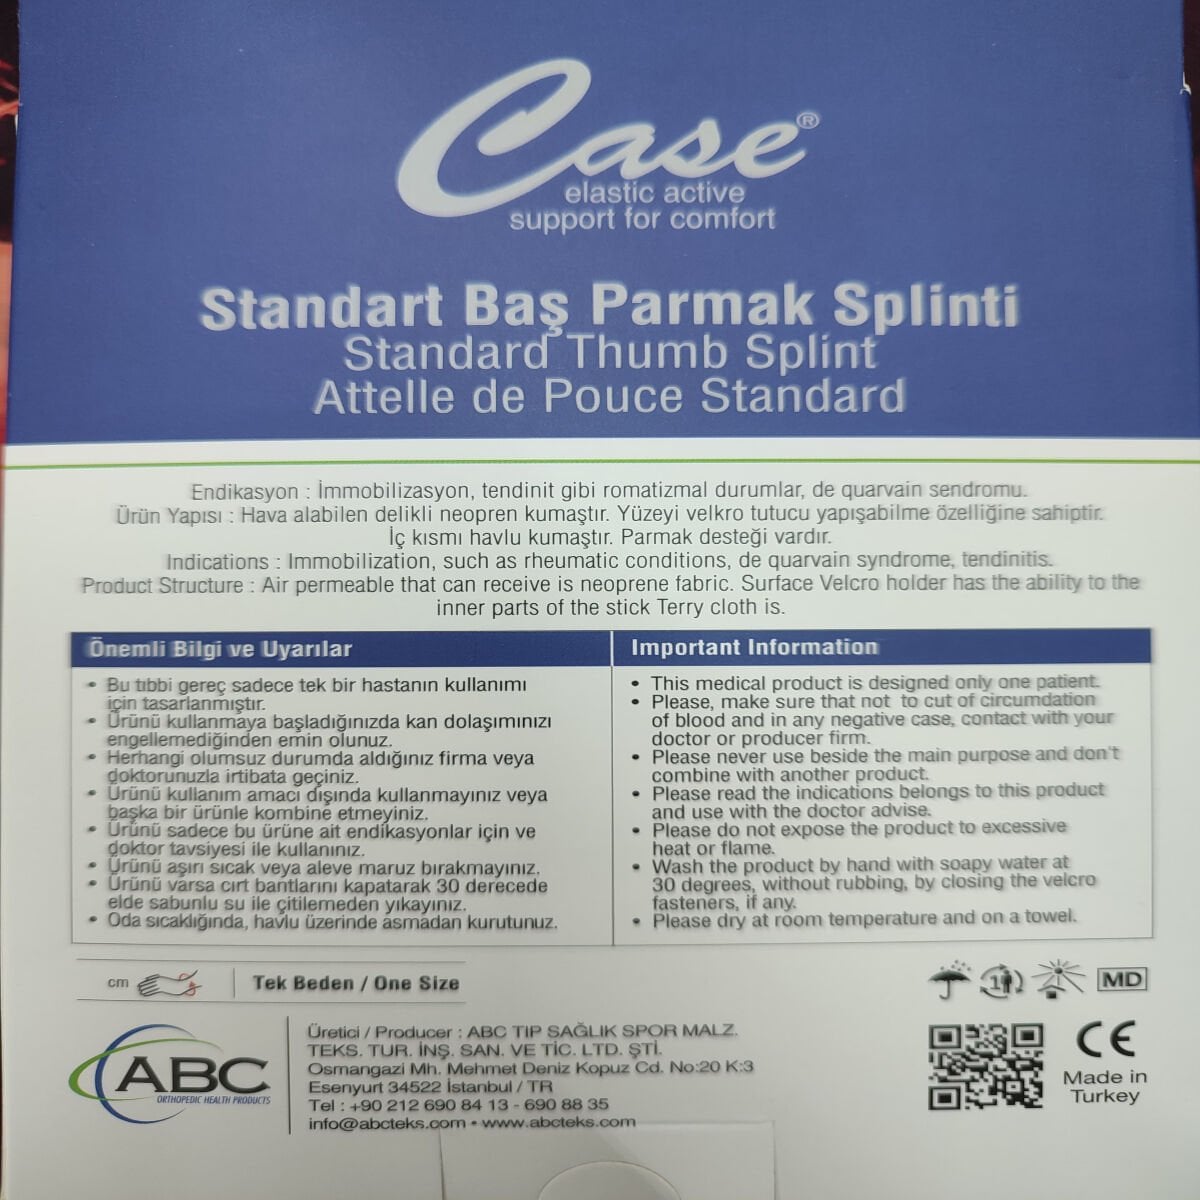 Case®
elastic active
support for comfort
Standart Baş Parmak Splinti
Standard Thumb Splint
Attelle de Pouce Standard
Endikasyon : İmmobilizasyon, tendinit gibi romatizmal durumlar, de quarvain sendromu.
Ürün Yapısı : Hava alabilen delikli neopren kumaştır. Yüzeyi velkro tutucu yapışabilme özelliğine sahiptir.
İç kısmı havlu kumaştır. Parmak desteği vardır.
Indications : Immobilization, such as rheumatic conditions, de quarvain syndrome, tendinitis.
Product Structure : Air permeable that can receive is neoprene fabric. Surface Velcro holder has the ability to the
inner parts of the stick Terry cloth is.
Önemli Bilgi ve Uyarılar
• Bu tıbbi gereç sadece tek bir hastanın kullanımı
için tasarlanmıştır.
• Ürünü kullanmaya başladığınızda kan dolaşımınızı
engellemediğinden emin olunuz.
• Herhangi olumsuz durumda aldığınız firma veya
doktorunuzla irtibata geçiniz.
• Ürünü kullanım amacı dışında kullanmayınız veya
başka bir ürünle kombine etmeyiniz.
• Ürünü sadece bu ürüne ait endikasyonlar için ve
doktor tavsiyesi ile kullanınız.
• Ürünü aşırı sıcak veya aleve maruz bırakmayınız.
• Ürünü varsa cırt bantlarını kapatarak 30 derecede
elde sabunlu su ile çitilemeden yıkayınız.
• Oda sıcaklığında, havlu üzerinde asmadan kurutunuz.
Important Information
• This medical product is designed only one patient.
• Please, make sure that not to cut of circumdation
of blood and in any negative case, contact with your
doctor or producer firm.
• Please never use beside the main purpose and don't
combine with another product.
• Please read the indications belongs to this product
and use with the doctor advise.
• Please do not expose the product to excessive
heat or flame.
• Wash the product by hand with soapy water at
30 degrees, without rubbing, by closing the velcro
fasteners, if any.
• Please dry at room temperature and on a towel.
cm
Tek Beden / One Size
1
MD
ABC
ORTHOPEDIC HEALTH PRODUCTS
Üretici / Producer : ABC TIP SAĞLIK SPOR MALZ.
TEKS. TUR. İNŞ. SAN. VE TİC. LTD. ŞTİ.
Osmangazi Mh. Mehmet Deniz Kopuz Cd. No:20 K:3
Esenyurt 34522 İstanbul / TR
Tel : +90 212 690 84 13 - 690 88 35
info@abcteks.com • www.abcteks.com
CE
Made in
Turkey